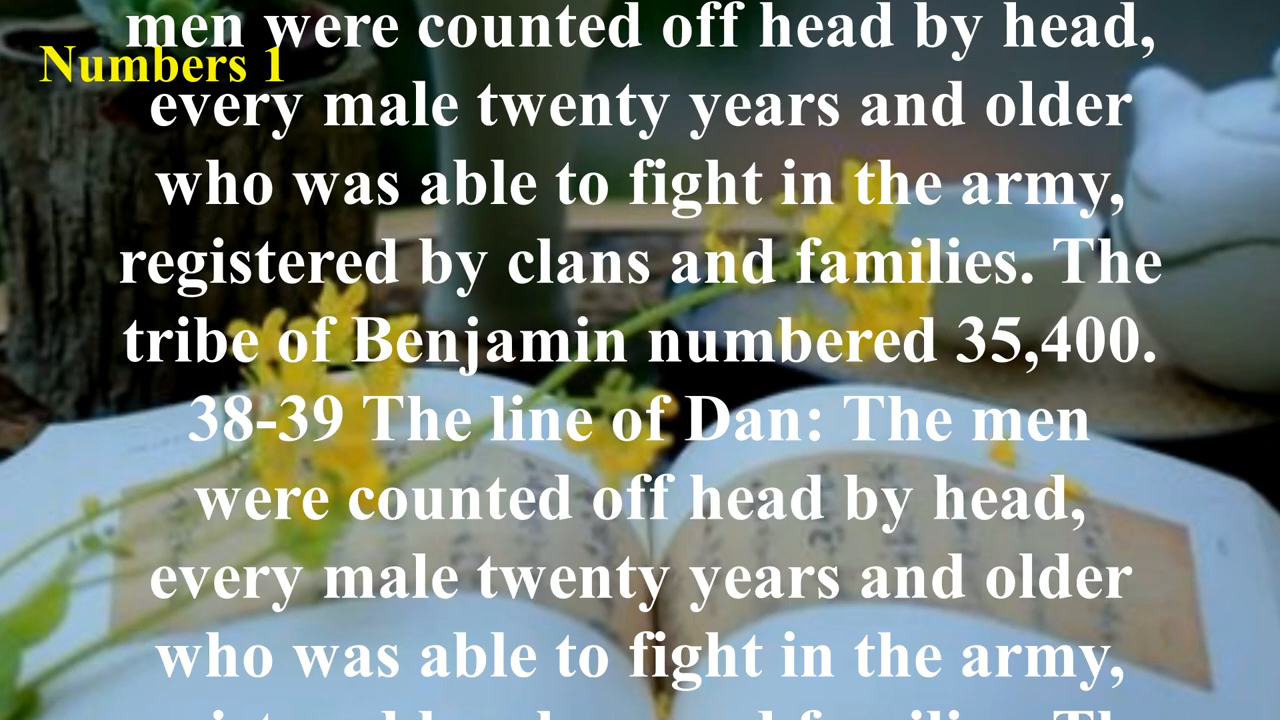 men were counted off head by head,
Numbers 1
every male twenty years and older
who was able to fight in the army,
registered by clans and families. The
tribe of Benjamin numbered 35,400.
38-39 The line of Dan: The men
were counted off head by head,
every male twenty years and older
who was able to fight in the army,